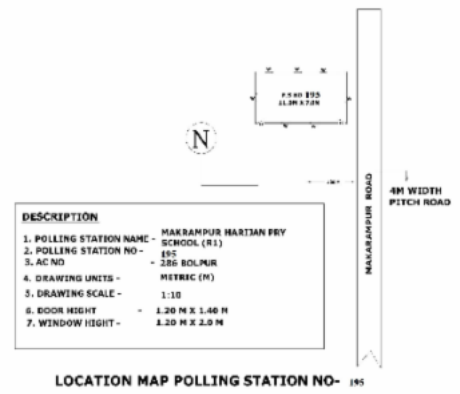 P.S NO 195
N
4M WIDTH
PITCH ROAD
MAKARAMPUR ROAD
DESCRIPTION
1. POLLING STATION NAME - MAKRAMPUR HARIJAN PRY
SCHOOL (R1)
2. POLLING STATION NO - 195
3. AC NO - 286 BOLPUR
4. DRAWING UNITS - METRIC (M)
5. DRAWING SCALE - 1:10
6. DOOR HIGHT - 1.20 M X 1.40 M
7. WINDOW HIGHT - 1.20 M X 2.0 M
LOCATION MAP POLLING STATION NO- 195